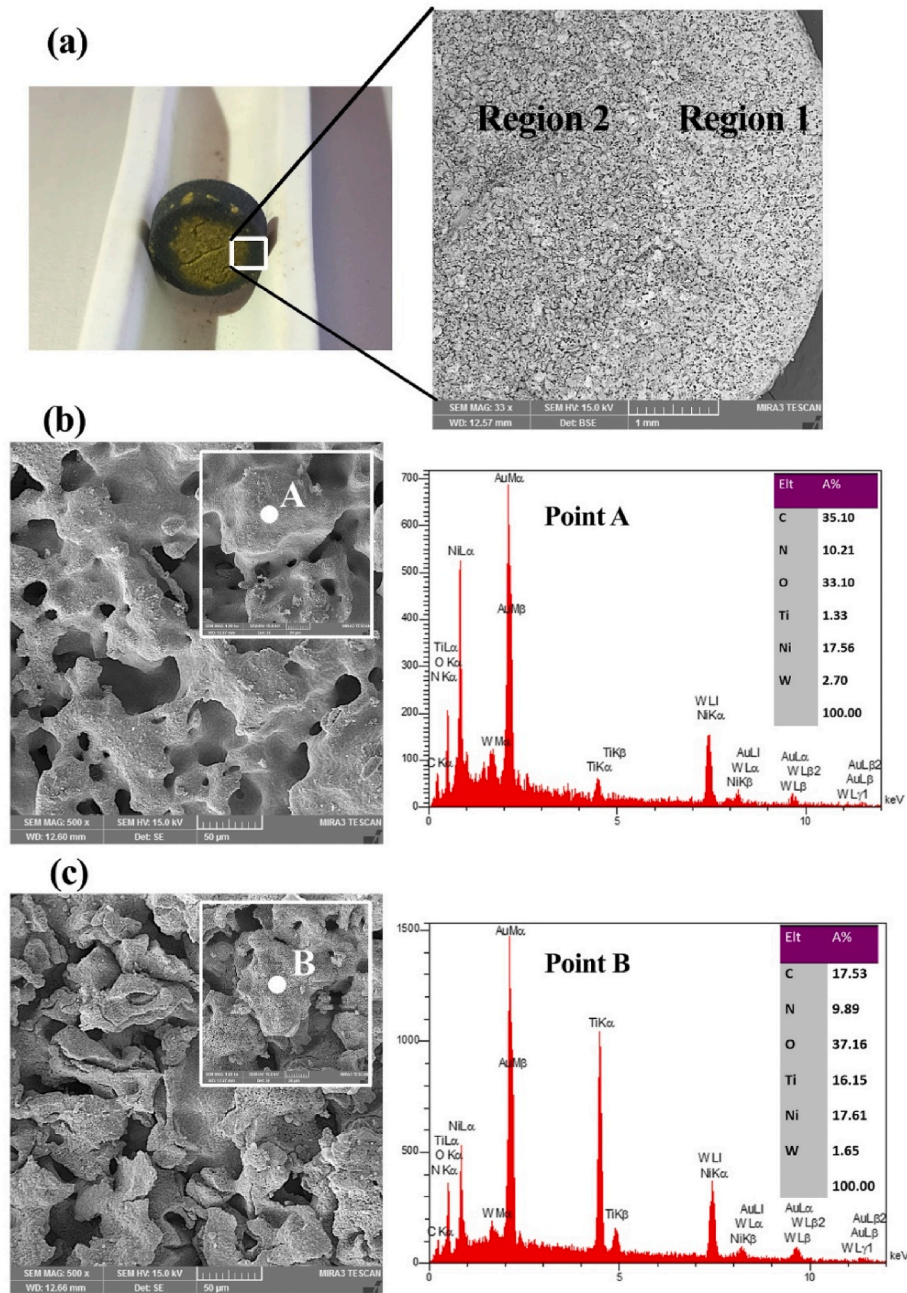 (a)
Region 2
Region 1
SEM MAG: 33 x
SEM HV: 15.0 kV
MIRA3 TESCAN
WD: 12.57 mm
Det: BSE
1 mm
(b)
A
SEM MAG: 500 x
SEM HV: 15.0 kV
MIRA3 TESCAN
WD: 12.60 mm
Det: SE
50 µm
Point A
700
600
500
400
300
200
100
0
AuMα
NiLα
AuMβ
TiLα
O Kα
N Kα
C Kα
W Mα
TiKβ
TiKα
W Ll
NiKα
AuLl
W Lα
NiKβ
AuLα
W Lβ2
W Lβ
AuLβ2
AuLβ
W Lγ1
0
5
10
keV
Elt A%
C 35.10
N 10.21
O 33.10
Ti 1.33
Ni 17.56
W 2.70
100.00
(c)
B
SEM MAG: 500 x
SEM HV: 15.0 kV
MIRA3 TESCAN
WD: 12.66 mm
Det: SE
50 µm
Point B
1500
1000
500
0
AuMα
TiKα
AuMβ
NiLα
TiLα
O Kα
N Kα
C Kα
W Mα
TiKβ
W Ll
NiKα
AuLl
W Lα
NiKβ
AuLα
W Lβ2
W Lβ
AuLβ2
AuLβ
W Lγ1
0
5
10
keV
Elt A%
C 17.53
N 9.89
O 37.16
Ti 16.15
Ni 17.61
W 1.65
100.00